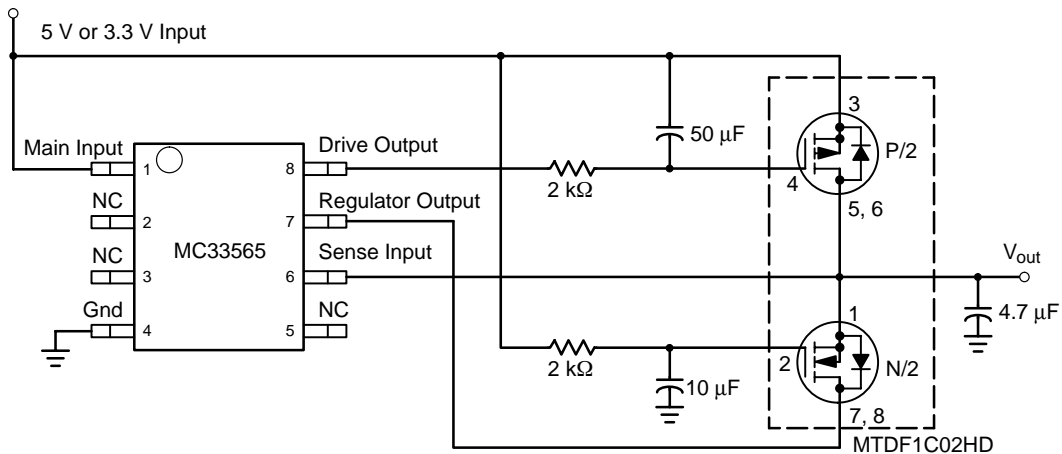 5 V or 3.3 V Input
Main Input
1
NC
2
NC
3
Gnd
4
MC33565
Drive Output
8
Regulator Output
7
Sense Input
6
NC
5
2 kΩ
50 μF
3
4
P/2
5, 6
Vout
4.7 μF
1
2
N/2
2 kΩ
10 μF
7, 8
MTDF1C02HD